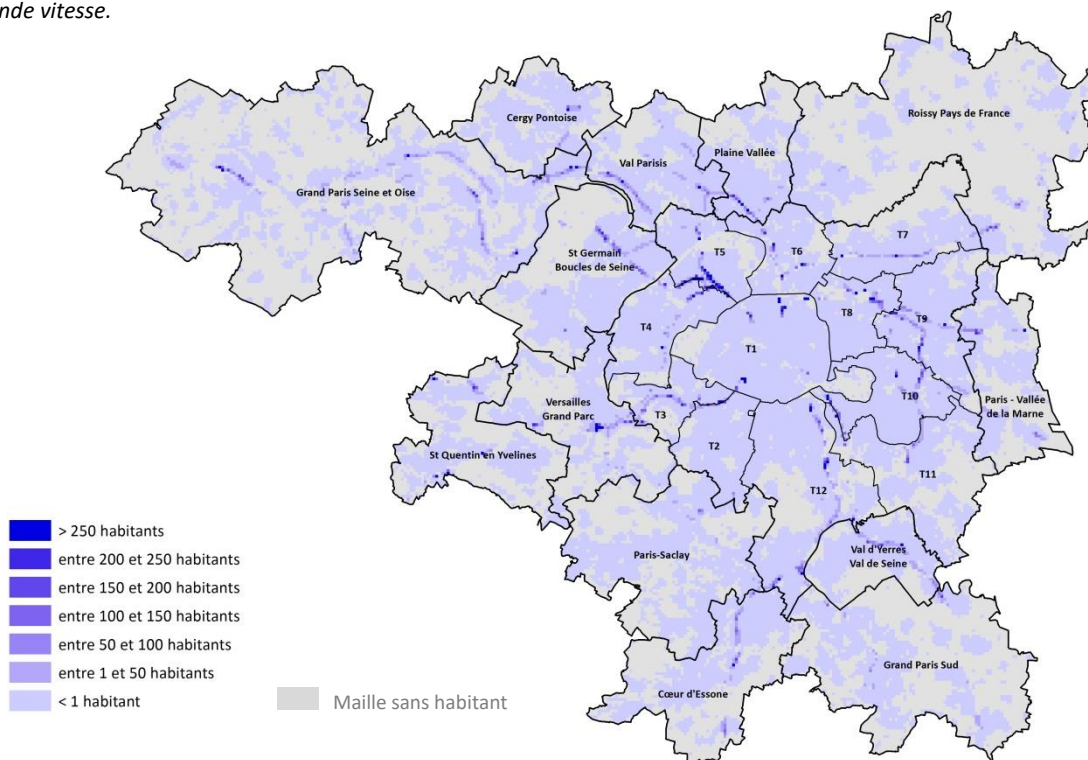 nde vitesse.
Roissy Pays de France
Cergy Pontoise
Val Parisis
Plaine Vallée
Grand Paris Seine et Oise
T7
T6
T5
St Germain
Boucles de Seine
T8
T9
T4
T1
T10
Paris - Vallée
de la Marne
Versailles
Grand Parc
T3
T2
St Quentin en Yvelines
T11
T12
Paris-Saclay
Val d'Yerres
Val de Seine
Grand Paris Sud
Cœur d'Essone
> 250 habitants
entre 200 et 250 habitants
entre 150 et 200 habitants
entre 100 et 150 habitants
entre 50 et 100 habitants
entre 1 et 50 habitants
< 1 habitant
Maille sans habitant